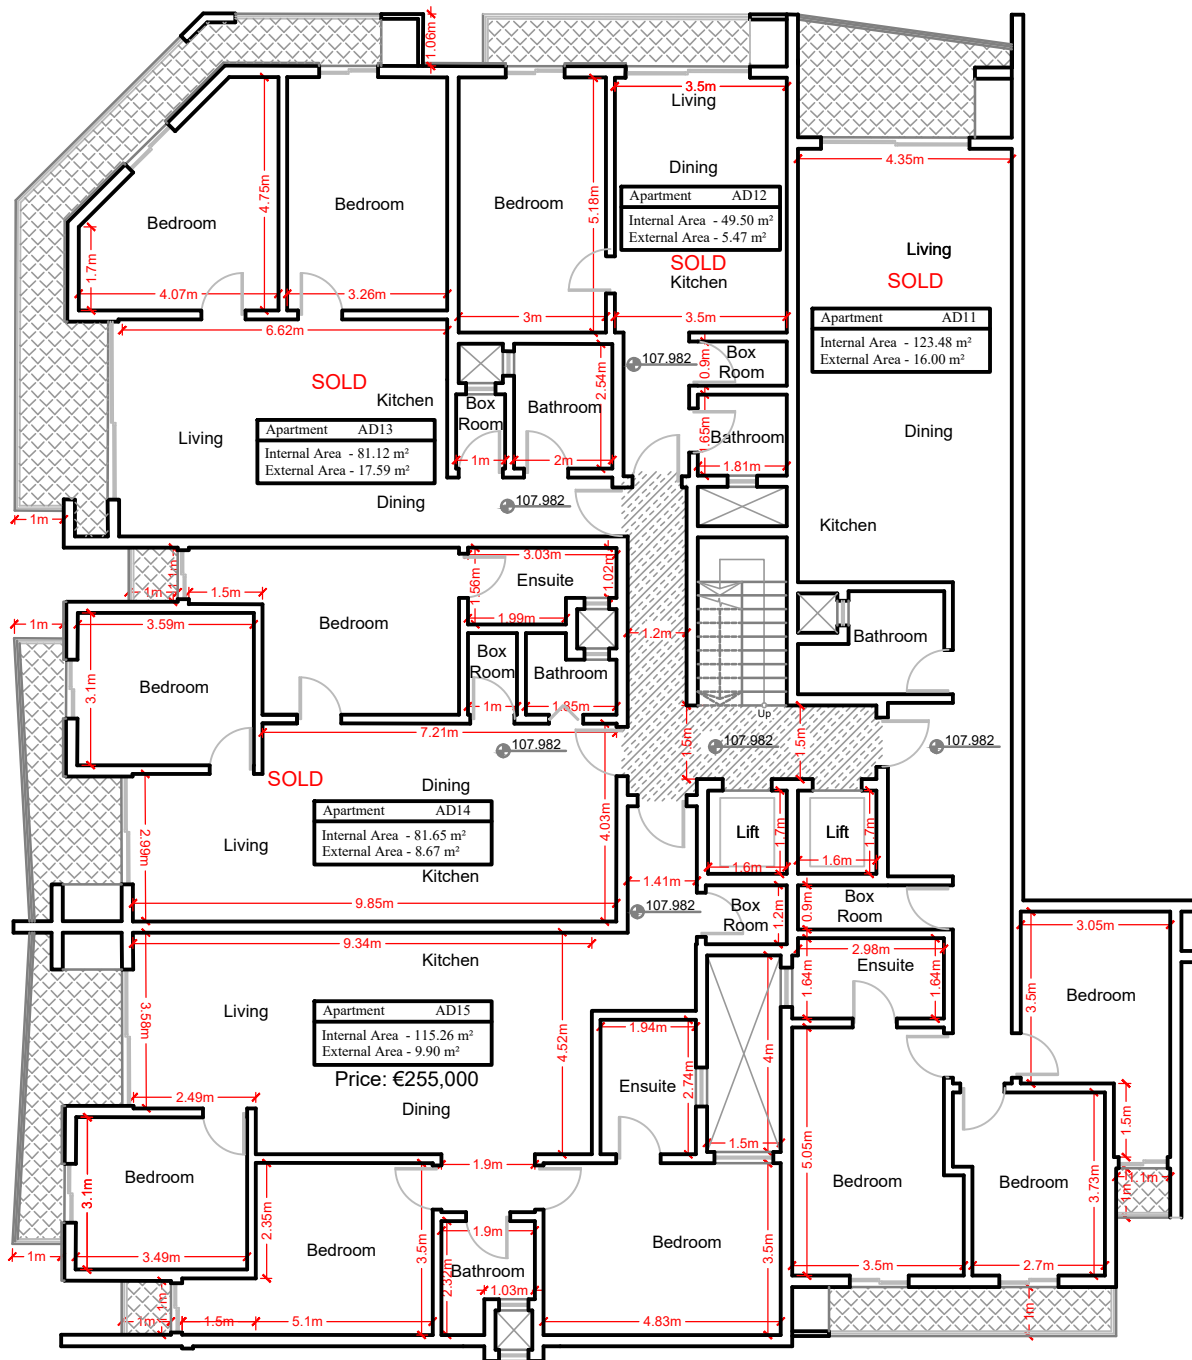 1.06m
3.5m
Living
Dining
Apartment AD12
Internal Area - 49.50 m²
External Area - 5.47 m²
SOLD
Kitchen
3.5m
4.35m
Living
SOLD
Apartment AD11
Internal Area - 123.48 m²
External Area - 16.00 m²
Dining
Kitchen
Bedroom
4.75m
1.7m
4.07m
Bedroom
3.26m
Bedroom
5.18m
3m
6.62m
SOLD
Kitchen
Living
Apartment AD13
Internal Area - 81.12 m²
External Area - 17.59 m²
Dining
1m
Box
Room
1m
2.54m
Bathroom
2m
107.982
107.982
0.9m
Box
Room
1.65m
Bathroom
1.81m
1m
1.1m
1.5m
3.03m
1.56m
Ensuite
1.02m
1.99m
1m
3.59m
3.1m
Bedroom
Bedroom
Box
Room
1m
Bathroom
1.85m
1.2m
Up
Bathroom
7.21m
107.982
1.5m
107.982
1.5m
107.982
SOLD
Dining
Apartment AD14
Internal Area - 81.65 m²
External Area - 8.67 m²
Living
2.99m
Kitchen
4.03m
9.85m
Lift
1.7m
1.6m
Lift
1.7m
1.6m
1.41m
107.982
Box
Room
1.2m
0.9m
Box
Room
9.34m
Kitchen
Living
3.58m
Apartment AD15
Internal Area - 115.26 m²
External Area - 9.90 m²
Price: €255,000
Dining
4.52m
2.49m
1.94m
Ensuite
2.74m
4m
1.5m
2.98m
Ensuite
1.64m
1.64m
3.05m
3.5m
Bedroom
1.5m
1.1m
1m
3.1m
Bedroom
3.49m
1m
2.35m
Bedroom
3.5m
1.9m
1.9m
Bathroom
2.32m
1.03m
Bedroom
3.5m
4.83m
5.05m
Bedroom
3.5m
Bedroom
3.73m
2.7m
1m
1m
1m
1.5m
5.1m